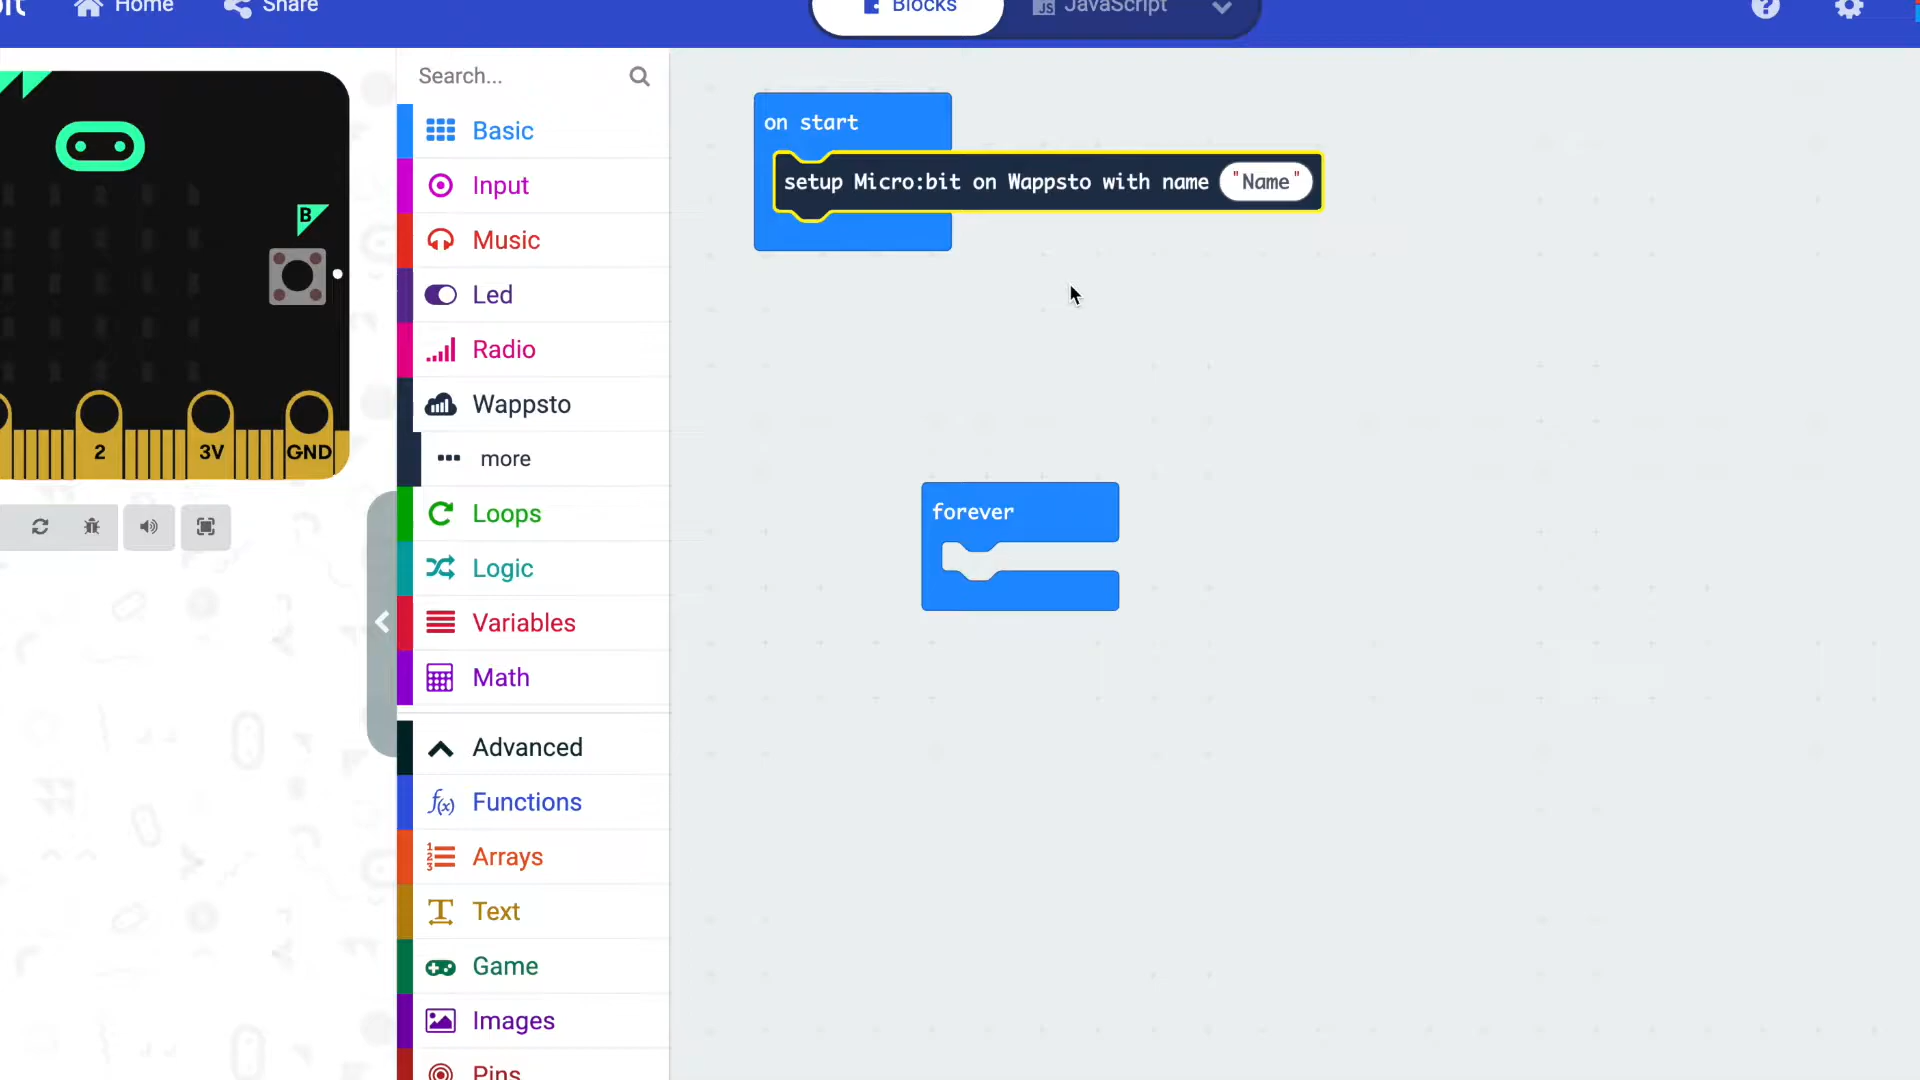 Home
Share
Blocks
JavaScript
Search...
on start
setup Micro:bit on Wappsto with name "Name"
Basic
Input
Music
Led
Radio
Wappsto
more
forever
Loops
Logic
Variables
Math
Advanced
Functions
Arrays
Text
Game
Images
Pins
B
2
3V
GND